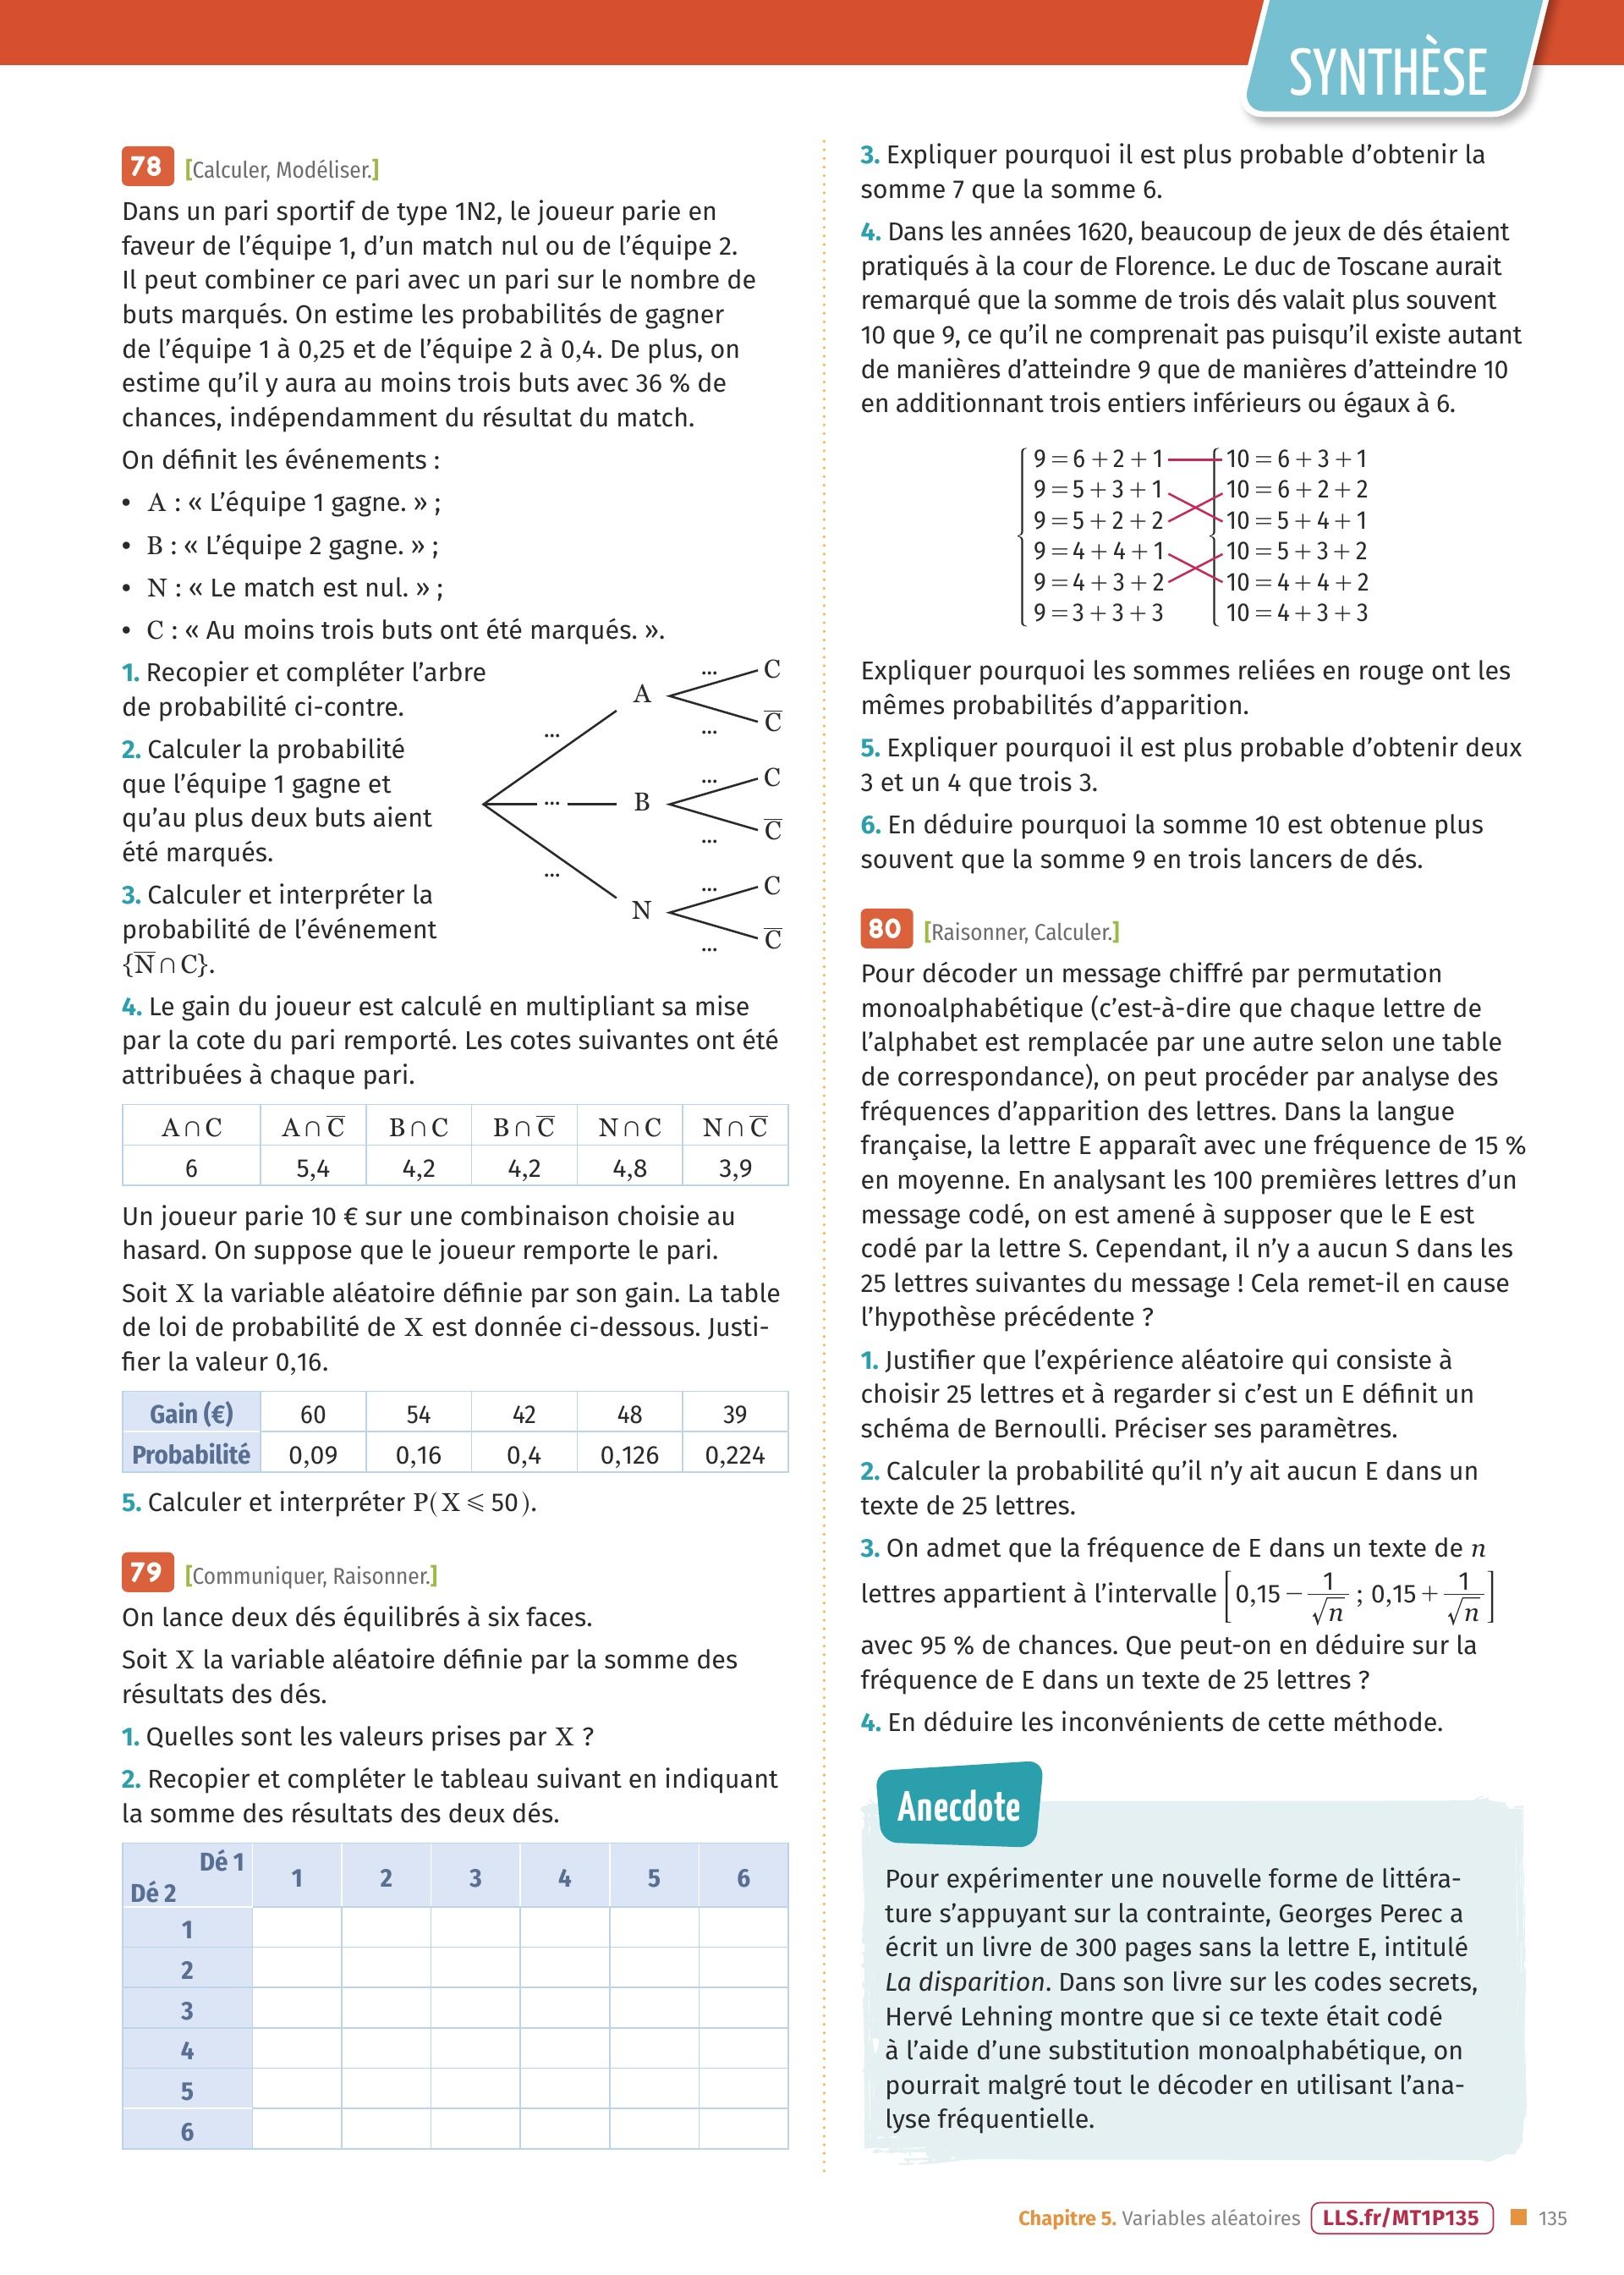 SYNTHÈSE
78 [Calculer, Modéliser.]
Dans un pari sportif de type 1N2, le joueur parie en
faveur de l’équipe 1, d’un match nul ou de l’équipe 2.
Il peut combiner ce pari avec un pari sur le nombre de
buts marqués. On estime les probabilités de gagner
de l’équipe 1 à 0,25 et de l’équipe 2 à 0,4. De plus, on
estime qu’il y aura au moins trois buts avec 36 % de
chances, indépendamment du résultat du match.
On définit les événements :
• A : « L’équipe 1 gagne. » ;
• B : « L’équipe 2 gagne. » ;
• N : « Le match est nul. » ;
• C : « Au moins trois buts ont été marqués. ».
1. Recopier et compléter l’arbre
de probabilité ci-contre.
2. Calculer la probabilité
que l’équipe 1 gagne et
qu’au plus deux buts aient
été marqués.
3. Calculer et interpréter la
probabilité de l’événement
{N̅ ∩ C}.
... C
A
... C̅
...
... C
... B
... C̅
...
... C
N
... C̅
4. Le gain du joueur est calculé en multipliant sa mise
par la cote du pari remporté. Les cotes suivantes ont été
attribuées à chaque pari.
A ∩ C A ∩ C̅ B ∩ C B ∩ C̅ N ∩ C N ∩ C̅
6 5,4 4,2 4,2 4,8 3,9
Un joueur parie 10 € sur une combinaison choisie au
hasard. On suppose que le joueur remporte le pari.
Soit X la variable aléatoire définie par son gain. La table
de loi de probabilité de X est donnée ci-dessous. Justi-
fier la valeur 0,16.
Gain (€) 60 54 42 48 39
Probabilité 0,09 0,16 0,4 0,126 0,224
5. Calculer et interpréter P( X ⩽ 50 ).
79 [Communiquer, Raisonner.]
On lance deux dés équilibrés à six faces.
Soit X la variable aléatoire définie par la somme des
résultats des dés.
1. Quelles sont les valeurs prises par X ?
2. Recopier et compléter le tableau suivant en indiquant
la somme des résultats des deux dés.
Dé 1
Dé 2
1 2 3 4 5 6
1
2
3
4
5
6
3. Expliquer pourquoi il est plus probable d’obtenir la
somme 7 que la somme 6.
4. Dans les années 1620, beaucoup de jeux de dés étaient
pratiqués à la cour de Florence. Le duc de Toscane aurait
remarqué que la somme de trois dés valait plus souvent
10 que 9, ce qu’il ne comprenait pas puisqu’il existe autant
de manières d’atteindre 9 que de manières d’atteindre 10
en additionnant trois entiers inférieurs ou égaux à 6.
9 = 6 + 2 + 1 10 = 6 + 3 + 1
9 = 5 + 3 + 1 10 = 6 + 2 + 2
9 = 5 + 2 + 2 10 = 5 + 4 + 1
9 = 4 + 4 + 1 10 = 5 + 3 + 2
9 = 4 + 3 + 2 10 = 4 + 4 + 2
9 = 3 + 3 + 3 10 = 4 + 3 + 3
Expliquer pourquoi les sommes reliées en rouge ont les
mêmes probabilités d’apparition.
5. Expliquer pourquoi il est plus probable d’obtenir deux
3 et un 4 que trois 3.
6. En déduire pourquoi la somme 10 est obtenue plus
souvent que la somme 9 en trois lancers de dés.
80 [Raisonner, Calculer.]
Pour décoder un message chiffré par permutation
monoalphabétique (c’est-à-dire que chaque lettre de
l’alphabet est remplacée par une autre selon une table
de correspondance), on peut procéder par analyse des
fréquences d’apparition des lettres. Dans la langue
française, la lettre E apparaît avec une fréquence de 15 %
en moyenne. En analysant les 100 premières lettres d’un
message codé, on est amené à supposer que le E est
codé par la lettre S. Cependant, il n’y a aucun S dans les
25 lettres suivantes du message ! Cela remet-il en cause
l’hypothèse précédente ?
1. Justifier que l’expérience aléatoire qui consiste à
choisir 25 lettres et à regarder si c’est un E définit un
schéma de Bernoulli. Préciser ses paramètres.
2. Calculer la probabilité qu’il n’y ait aucun E dans un
texte de 25 lettres.
3. On admet que la fréquence de E dans un texte de n
lettres appartient à l’intervalle [0,15 − 1/√n ; 0,15 + 1/√n]
avec 95 % de chances. Que peut-on en déduire sur la
fréquence de E dans un texte de 25 lettres ?
4. En déduire les inconvénients de cette méthode.
Anecdote
Pour expérimenter une nouvelle forme de littéra-
ture s’appuyant sur la contrainte, Georges Perec a
écrit un livre de 300 pages sans la lettre E, intitulé
La disparition. Dans son livre sur les codes secrets,
Hervé Lehning montre que si ce texte était codé
à l’aide d’une substitution monoalphabétique, on
pourrait malgré tout le décoder en utilisant l’ana-
lyse fréquentielle.
Chapitre 5. Variables aléatoires LLS.fr/MT1P135 135